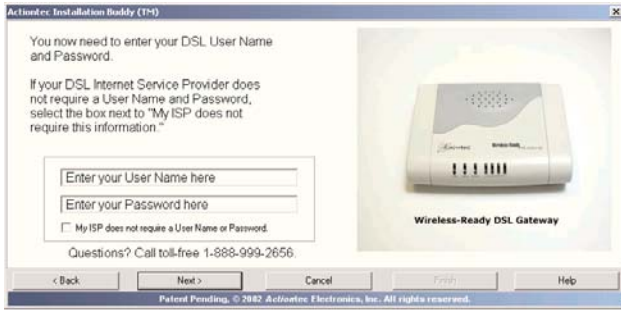 Actiontec Installation Buddy (TM)
You now need to enter your DSL User Name
and Password.
If your DSL Internet Service Provider does
not require a User Name and Password,
select the box next to "My ISP does not
require this information."
Enter your User Name here
Enter your Password here
My ISP does not require a User Name or Password.
Questions? Call toll-free 1-888-999-2656.
Actiontec
Wireless-Ready
Wireless-Ready DSL Gateway
< Back
Next >
Cancel
Finish
Help
Patent Pending, © 2002 Actiontec Electronics, Inc. All rights reserved.